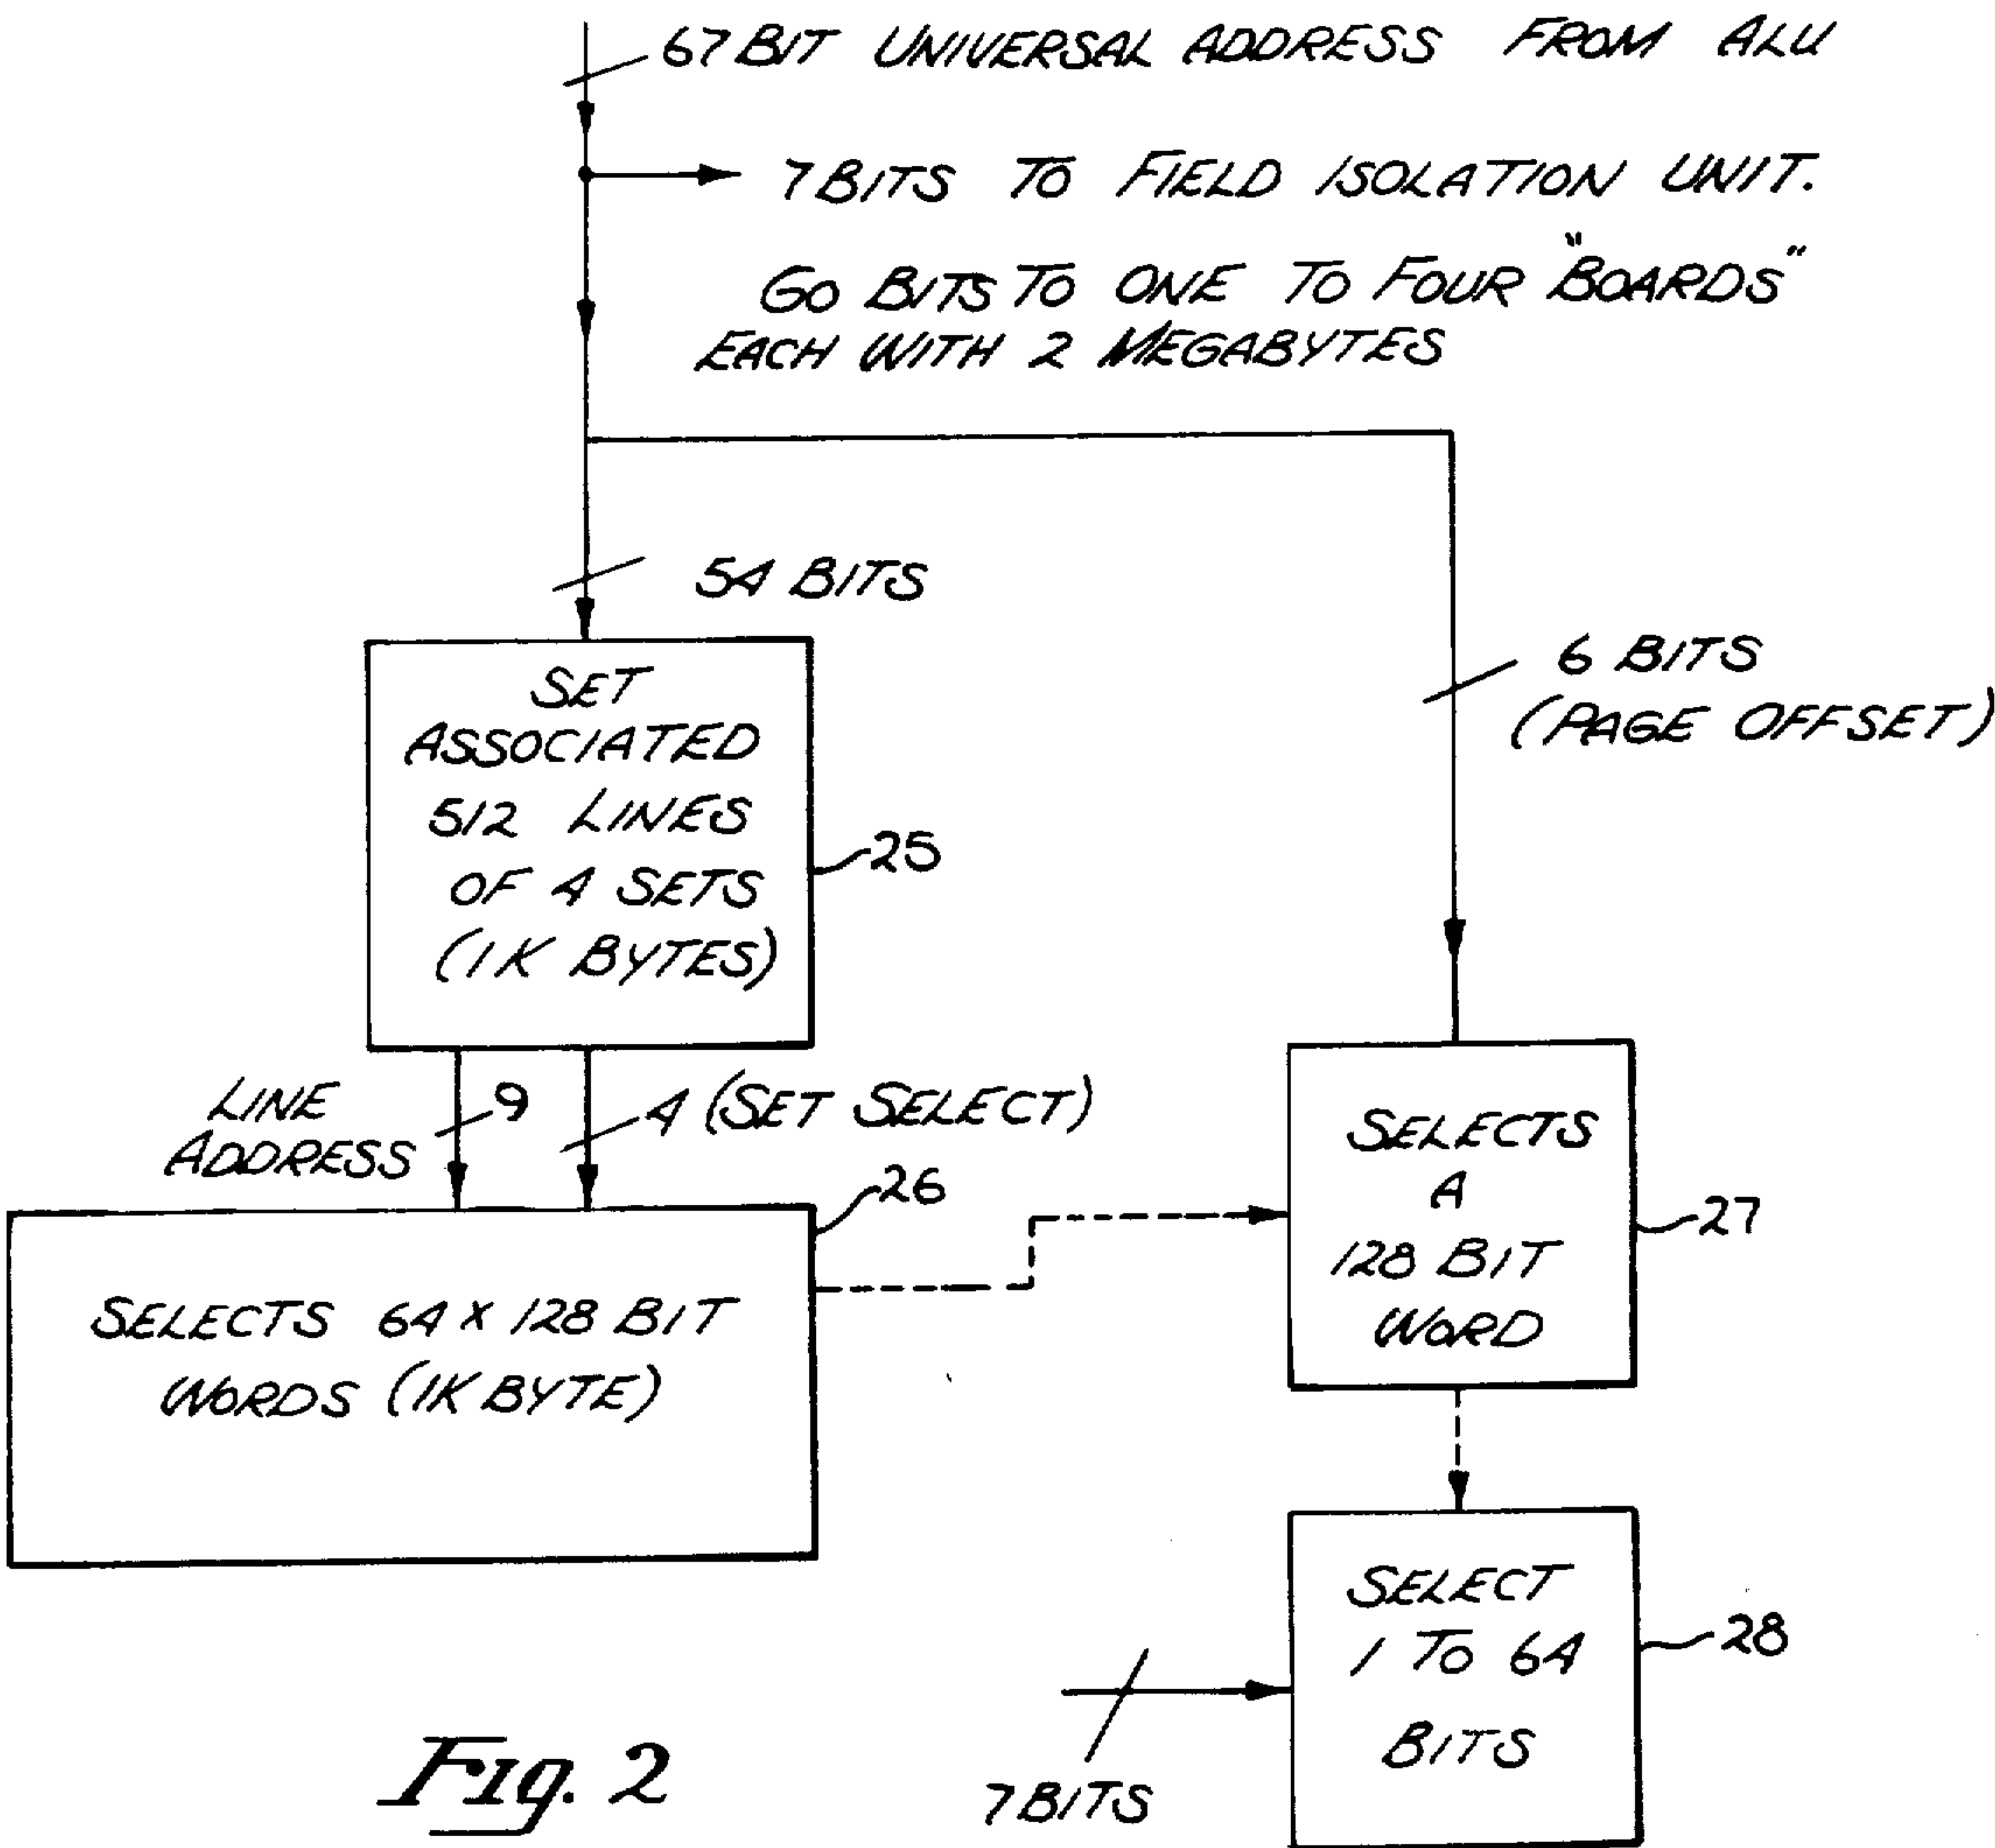 67 BIT UNIVERSAL ADDRESS FROM ALU
7 BITS TO FIELD ISOLATION UNIT.
60 BITS TO ONE TO FOUR "BOARDS"
EACH WITH 2 MEGABYTES
54 BITS
6 BITS
(PAGE OFFSET)
SET
ASSOCIATED
512 LINES
OF 4 SETS
(1K BYTES)
25
LINE
ADDRESS
9
4 (SET SELECT)
26
SELECTS 64 X 128 BIT
WORDS (1K BYTE)
SELECTS
A
128 BIT
WORD
27
SELECT
1 TO 64
BITS
28
7 BITS
Fig. 2